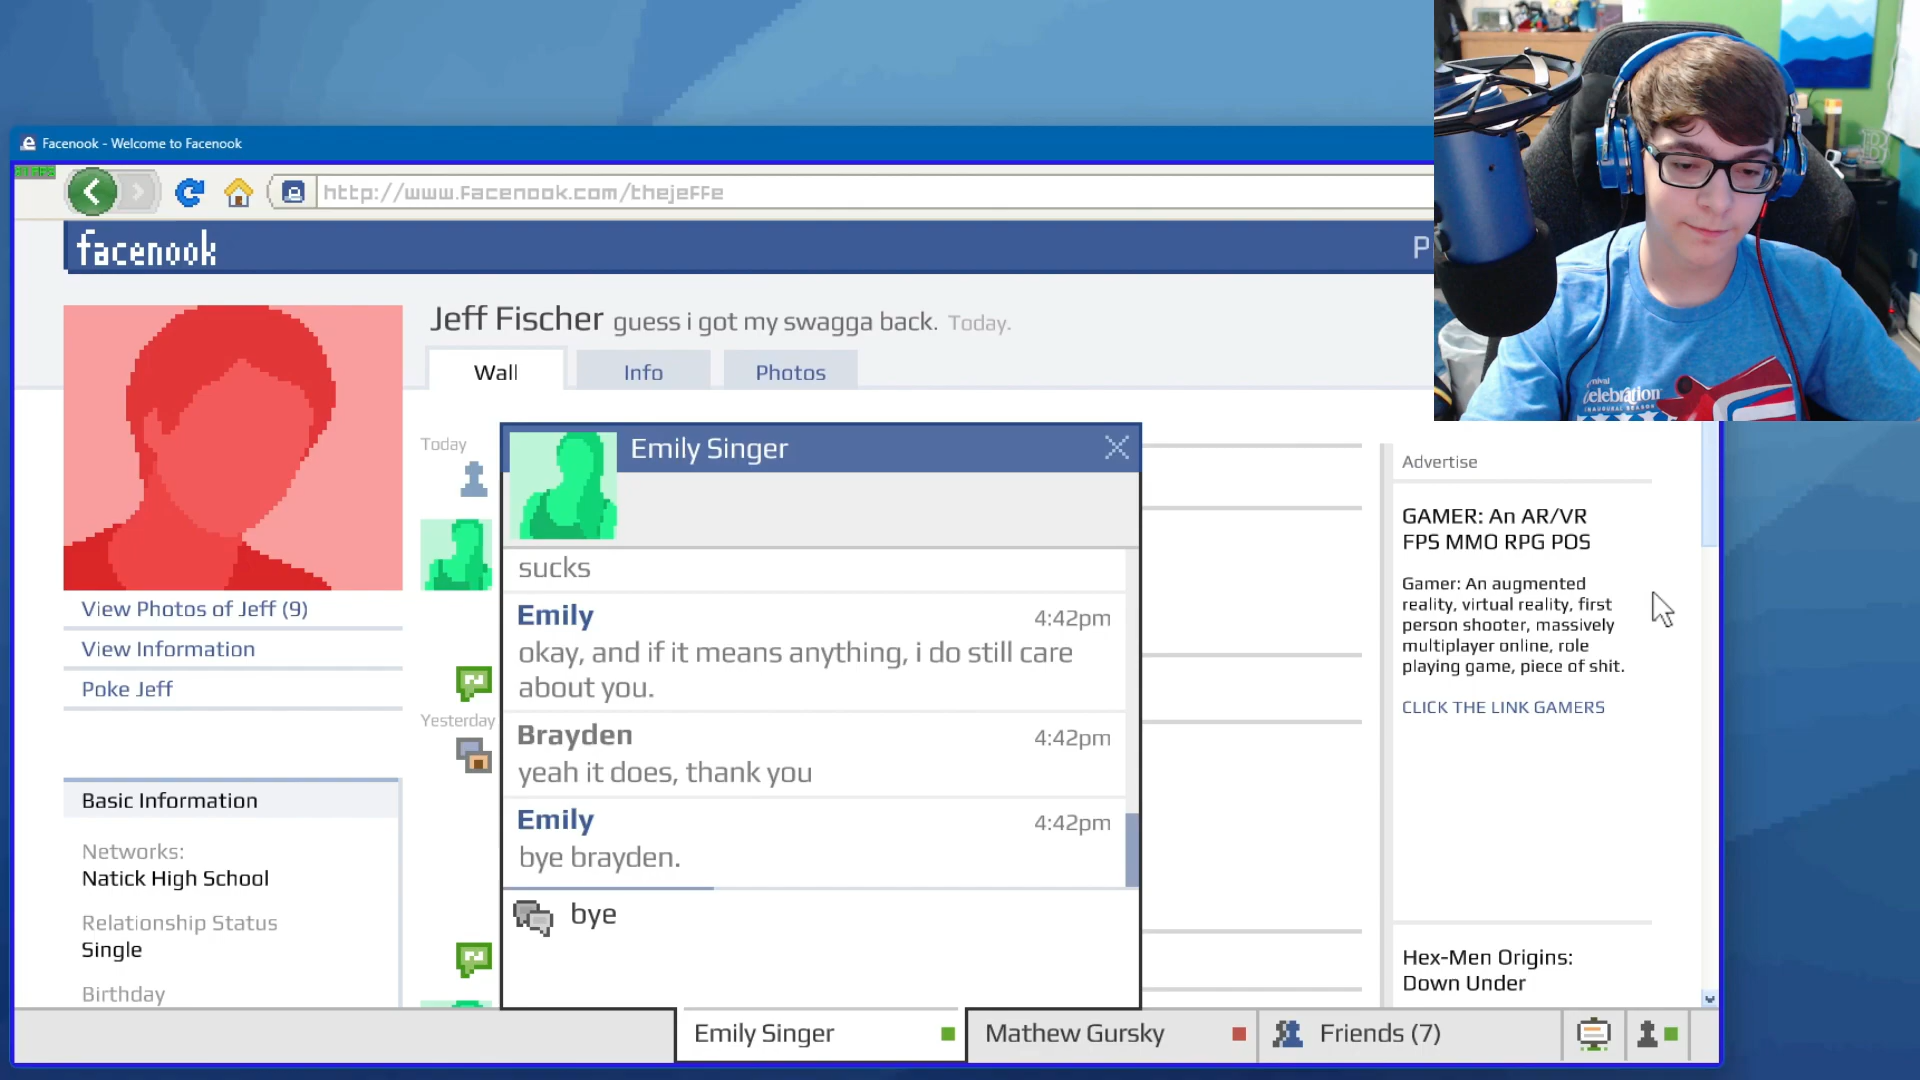 Facenook - Welcome to Facenook
http://www.facenook.com/thejeffe
facenook
P
Jeff Fischer guess i got my swagga back. Today.
Wall
Info
Photos
Today
Emily Singer
sucks
Emily
4:42pm
okay, and if it means anything, i do still care
about you.
Brayden
4:42pm
yeah it does, thank you
Emily
4:42pm
bye brayden.
bye
Yesterday
View Photos of Jeff (9)
View Information
Poke Jeff
Basic Information
Networks:
Natick High School
Relationship Status
Single
Birthday
Advertise
GAMER: An AR/VR
FPS MMO RPG POS
Gamer: An augmented
reality, virtual reality, first
person shooter, massively
multiplayer online, role
playing game, piece of shit.
CLICK THE LINK GAMERS
Hex-Men Origins:
Down Under
Emily Singer
Mathew Gursky
Friends (7)
Celebration
INAUGURAL SEASON